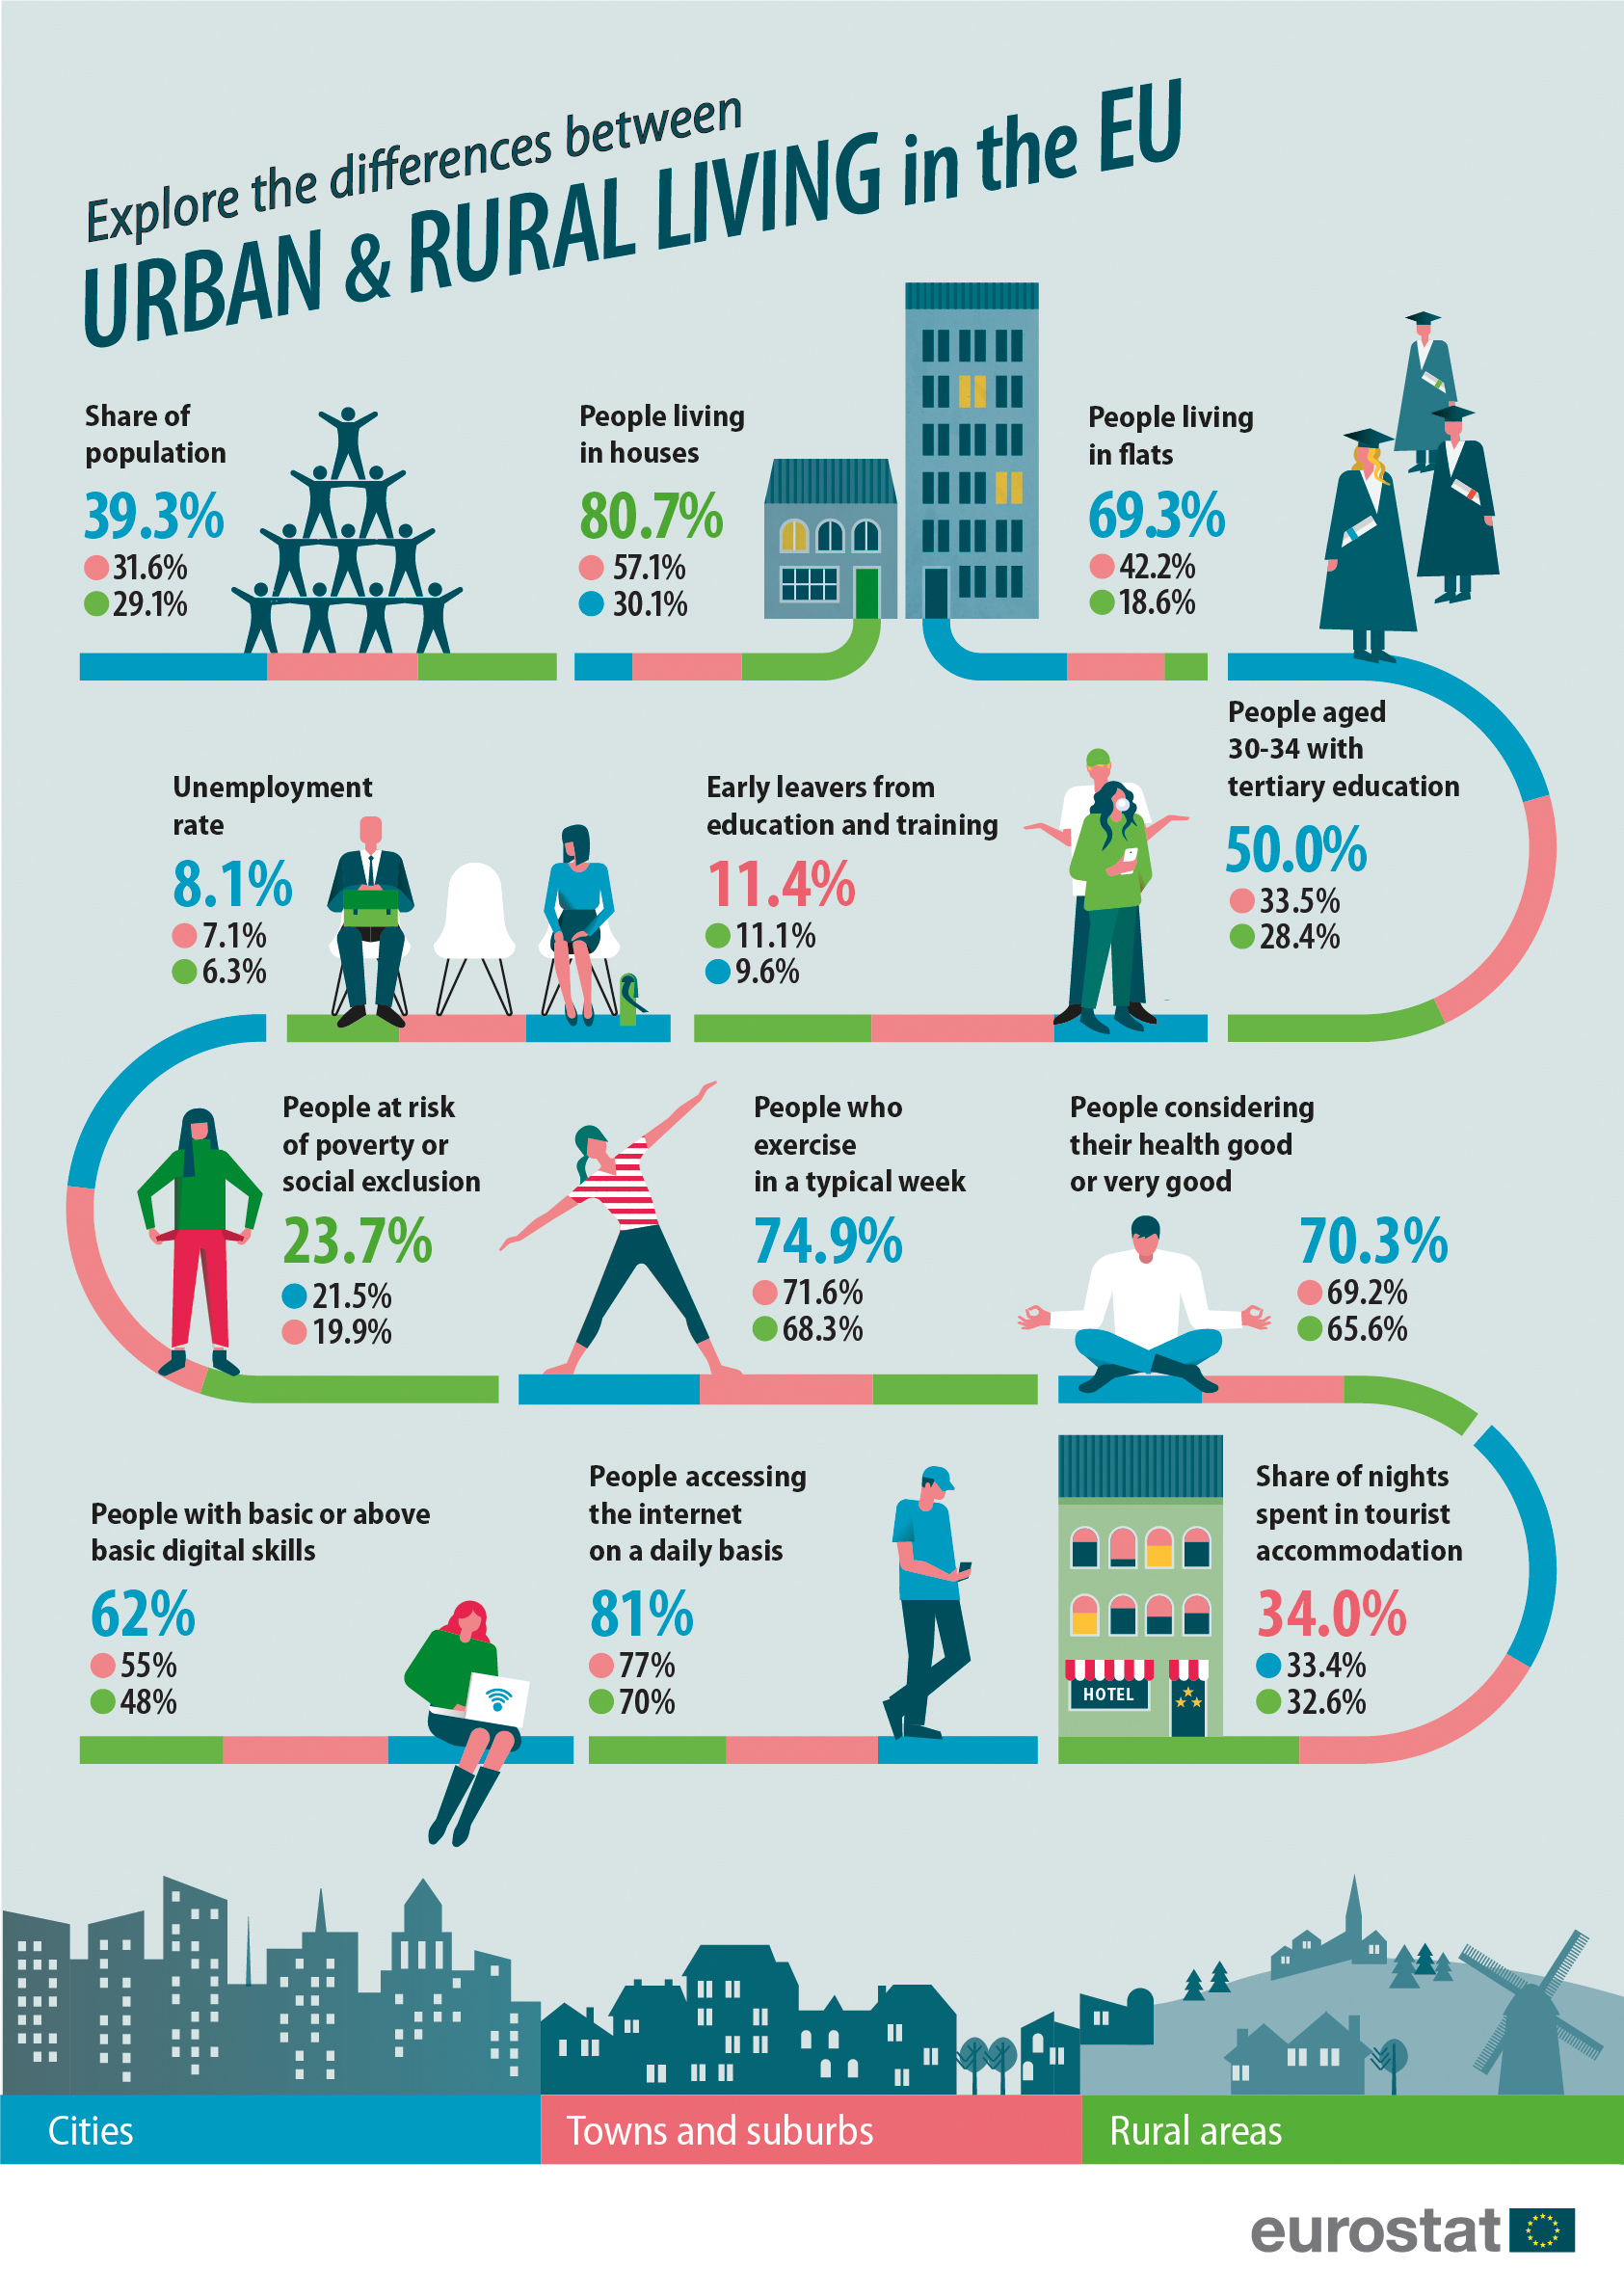 Explore the differences between
URBAN & RURAL LIVING in the EU
Share of
population
39.3%
31.6%
29.1%
People living
in houses
80.7%
57.1%
30.1%
People living
in flats
69.3%
42.2%
18.6%
People aged
30-34 with
tertiary education
50.0%
33.5%
28.4%
Unemployment
rate
8.1%
7.1%
6.3%
Early leavers from
education and training
11.4%
11.1%
9.6%
People at risk
of poverty or
social exclusion
23.7%
21.5%
19.9%
People who
exercise
in a typical week
74.9%
71.6%
68.3%
People considering
their health good
or very good
70.3%
69.2%
65.6%
People with basic or above
basic digital skills
62%
55%
48%
People accessing
the internet
on a daily basis
81%
77%
70%
HOTEL
Share of nights
spent in tourist
accommodation
34.0%
33.4%
32.6%
Cities
Towns and suburbs
Rural areas
eurostat